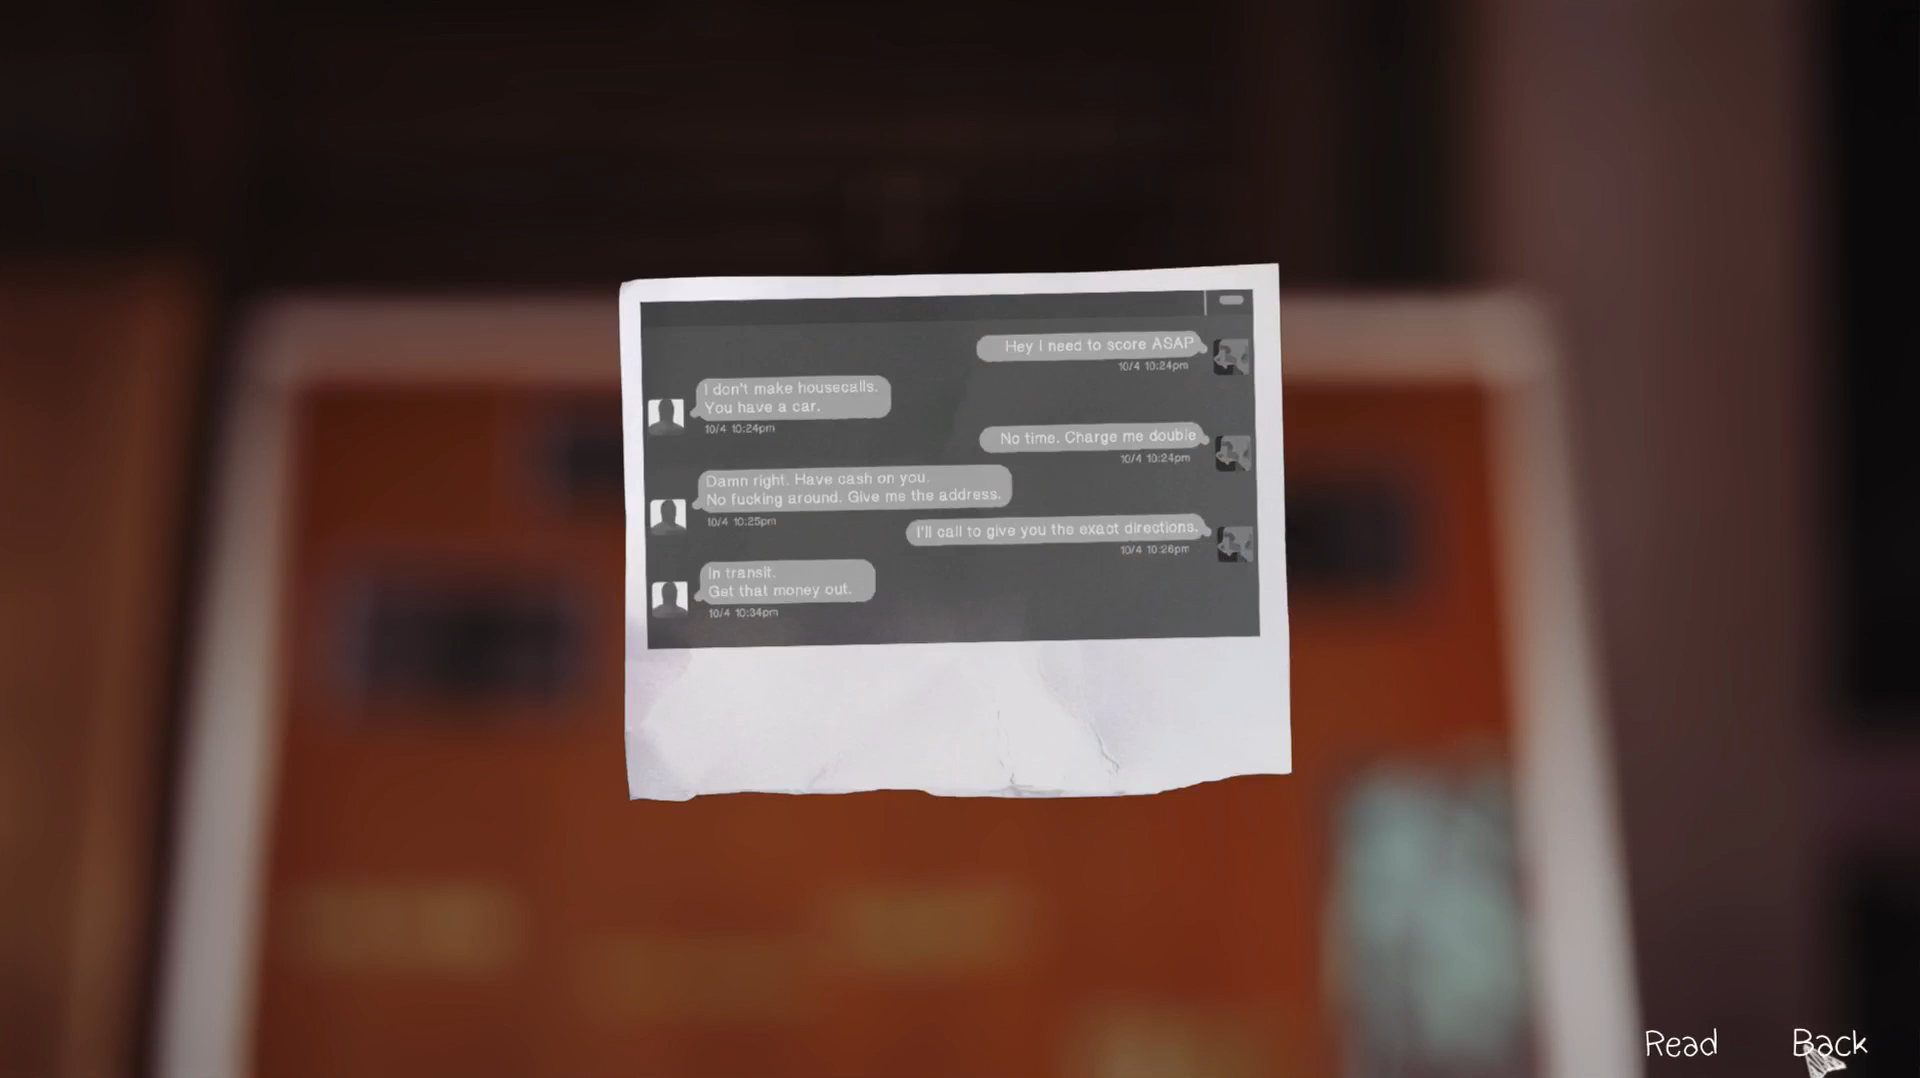 Hey I need to score ASAP
10/4 10:24pm
I don't make housecalls.
You have a car.
10/4 10:24pm
No time. Charge me double
10/4 10:24pm
Damn right. Have cash on you.
No fucking around. Give me the address.
10/4 10:25pm
I'll call to give you the exact directions.
10/4 10:26pm
In transit.
Get that money out.
10/4 10:34pm
Read
Back